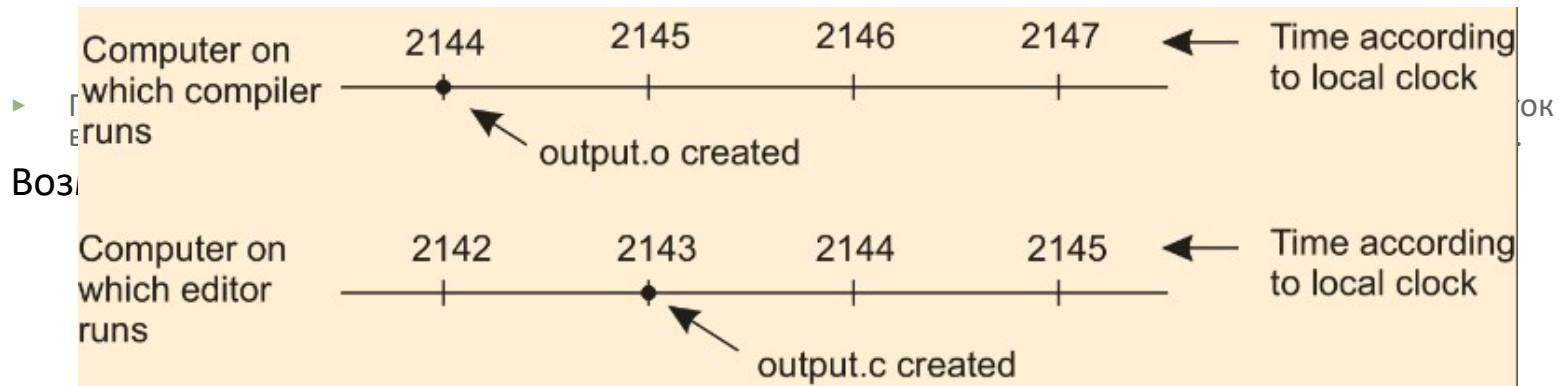 Computer on
which compiler
runs
2144 2145 2146 2147
Time according
to local clock
output.o created
Computer on
which editor
runs
2142 2143 2144 2145
Time according
to local clock
output.c created